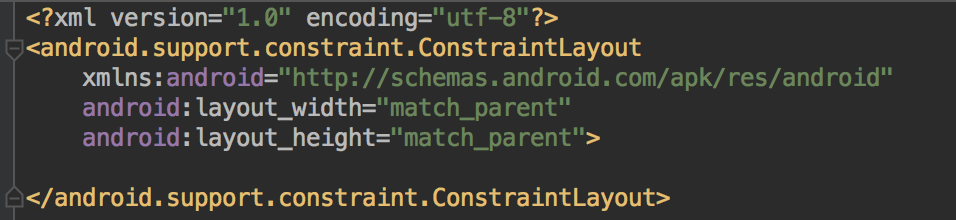 <?xml version="1.0" encoding="utf-8"?>
<android.support.constraint.ConstraintLayout
    xmlns:android="http://schemas.android.com/apk/res/android"
    android:layout_width="match_parent"
    android:layout_height="match_parent">

</android.support.constraint.ConstraintLayout>